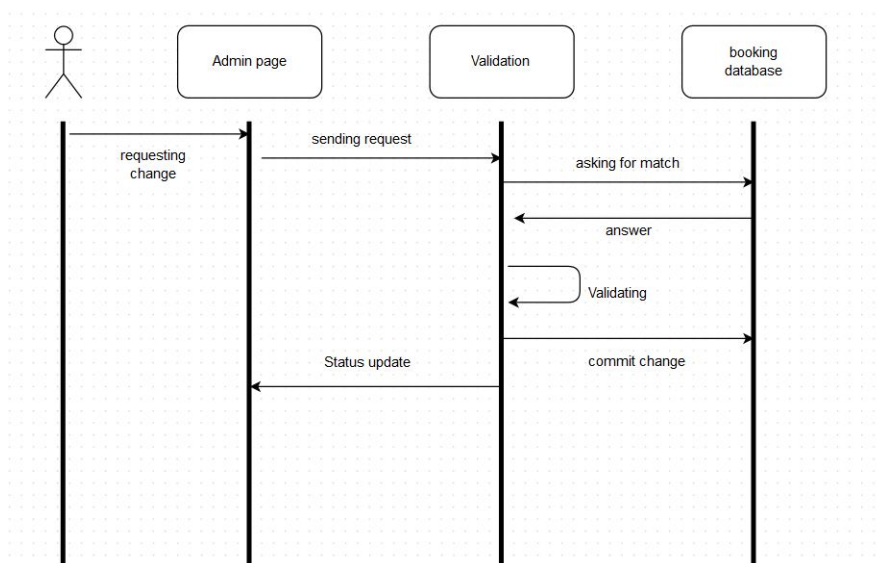 Admin page
Validation
booking
database
requesting
change
sending request
asking for match
answer
Validating
commit change
Status update